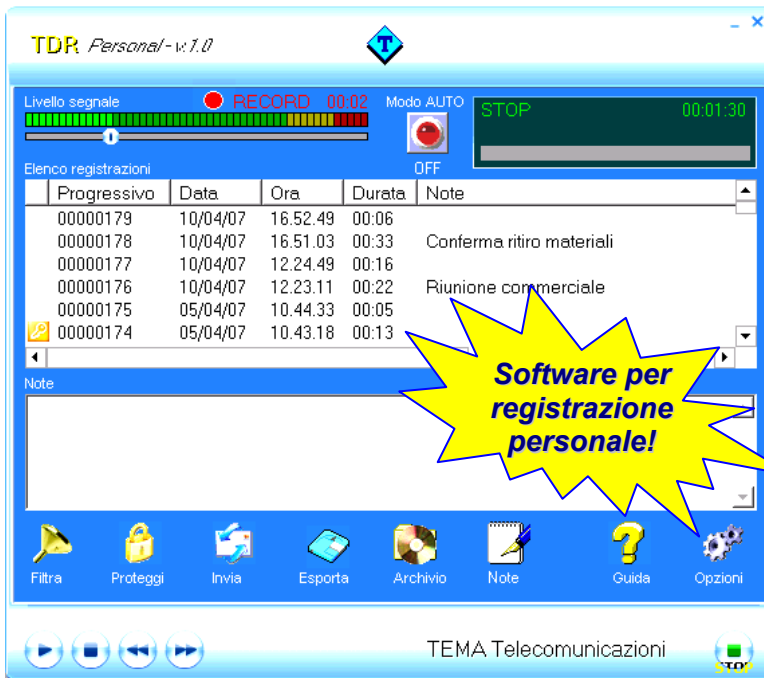 TDR Personal - v.1.0
T
Livello segnale
RECORD 00:02
Modo AUTO
OFF
STOP 00:01:30
Elenco registrazioni
Progressivo Data Ora Durata Note
00000179 10/04/07 16.52.49 00:06
00000178 10/04/07 16.51.03 00:33 Conferma ritiro materiali
00000177 10/04/07 12.24.49 00:16
00000176 10/04/07 12.23.11 00:22 Riunione commerciale
00000175 05/04/07 10.44.33 00:05
00000174 05/04/07 10.43.18 00:13
Software per
registrazione
personale!
Note
Filtra Proteggi Invia Esporta Archivio Note Guida Opzioni
TEMA Telecomunicazioni
STOP